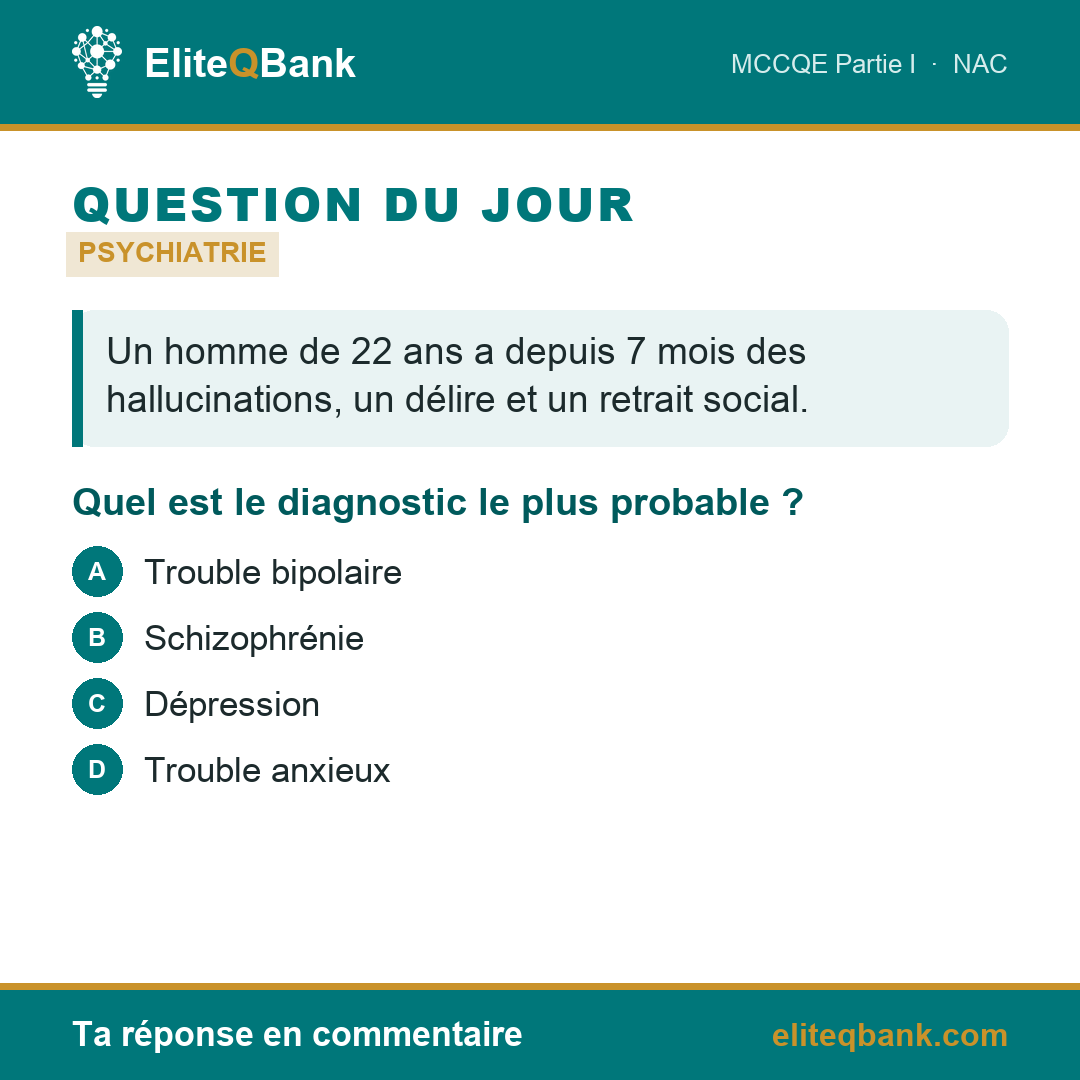 EliteQBank
MCCQE Partie I · NAC
QUESTION DU JOUR
PSYCHIATRIE
Un homme de 22 ans a depuis 7 mois des
hallucinations, un délire et un retrait social.
Quel est le diagnostic le plus probable ?
A Trouble bipolaire
B Schizophrénie
C Dépression
D Trouble anxieux
Ta réponse en commentaire
eliteqbank.com